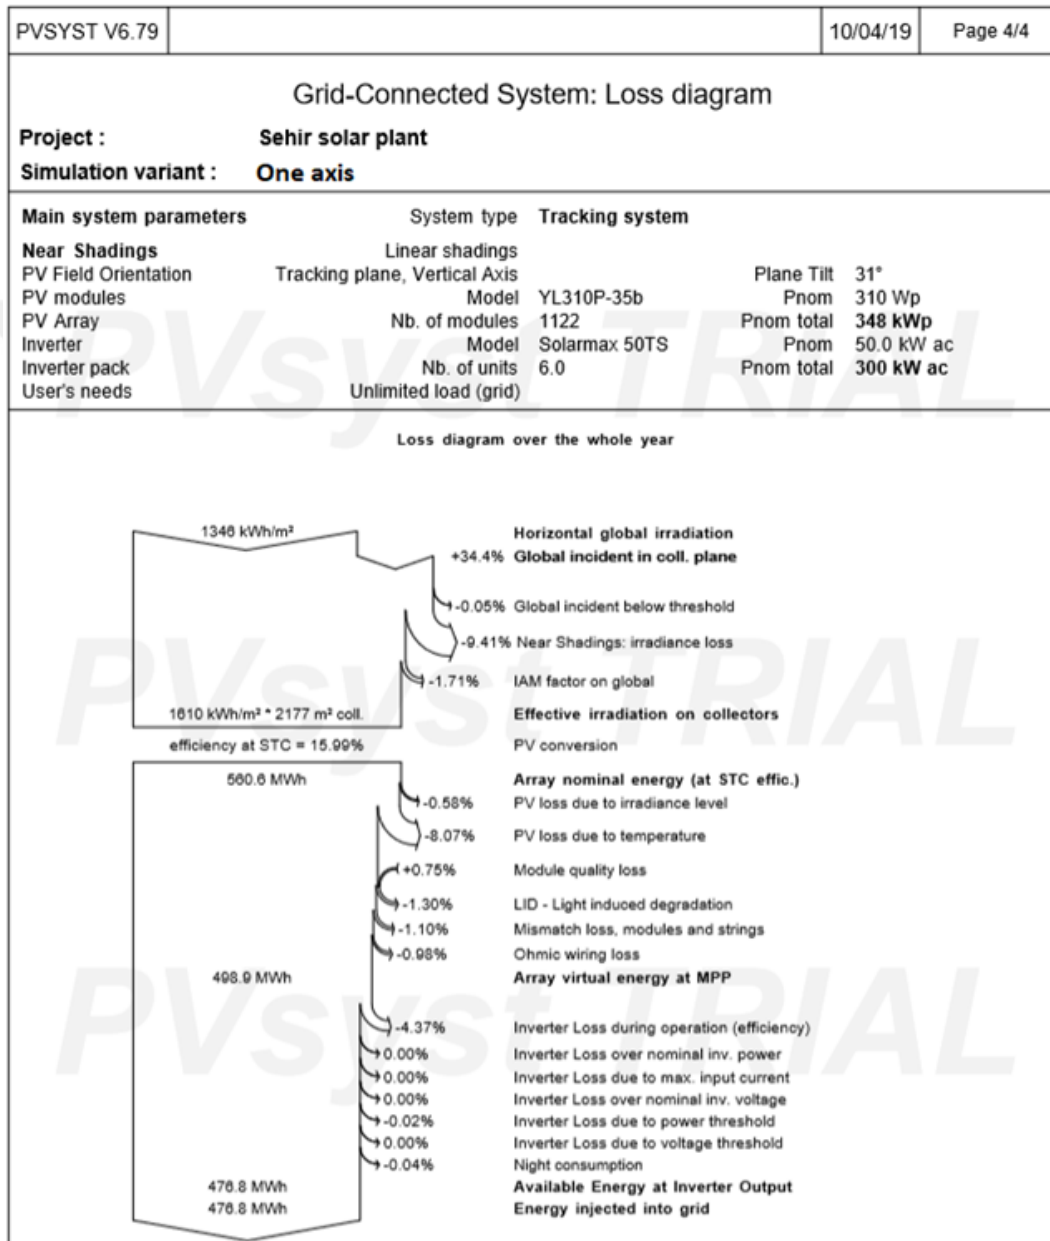 PVSYST V6.79 10/04/19 Page 4/4
Grid-Connected System: Loss diagram
Project : Sehir solar plant
Simulation variant : One axis
Main system parameters System type Tracking system
Near Shadings Linear shadings
PV Field Orientation Tracking plane, Vertical Axis Plane Tilt 31°
PV modules Model YL310P-35b Pnom 310 Wp
PV Array Nb. of modules 1122 Pnom total 348 kWp
Inverter Model Solarmax 50TS Pnom 50.0 kW ac
Inverter pack Nb. of units 6.0 Pnom total 300 kW ac
User's needs Unlimited load (grid)
PVsyst TRIAL
Loss diagram over the whole year
1346 kWh/m² Horizontal global irradiation
+34.4% Global incident in coll. plane
-0.05% Global incident below threshold
-9.41% Near Shadings: irradiance loss
-1.71% IAM factor on global
PVsyst TRIAL
1610 kWh/m² * 2177 m² coll. Effective irradiation on collectors
efficiency at STC = 15.99% PV conversion
560.6 MWh Array nominal energy (at STC effic.)
-0.58% PV loss due to irradiance level
-8.07% PV loss due to temperature
+0.75% Module quality loss
-1.30% LID - Light induced degradation
-1.10% Mismatch loss, modules and strings
-0.98% Ohmic wiring loss
498.9 MWh Array virtual energy at MPP
PVsyst TRIAL
-4.37% Inverter Loss during operation (efficiency)
0.00% Inverter Loss over nominal inv. power
0.00% Inverter Loss due to max. input current
0.00% Inverter Loss over nominal inv. voltage
-0.02% Inverter Loss due to power threshold
0.00% Inverter Loss due to voltage threshold
-0.04% Night consumption
476.8 MWh Available Energy at Inverter Output
476.8 MWh Energy injected into grid